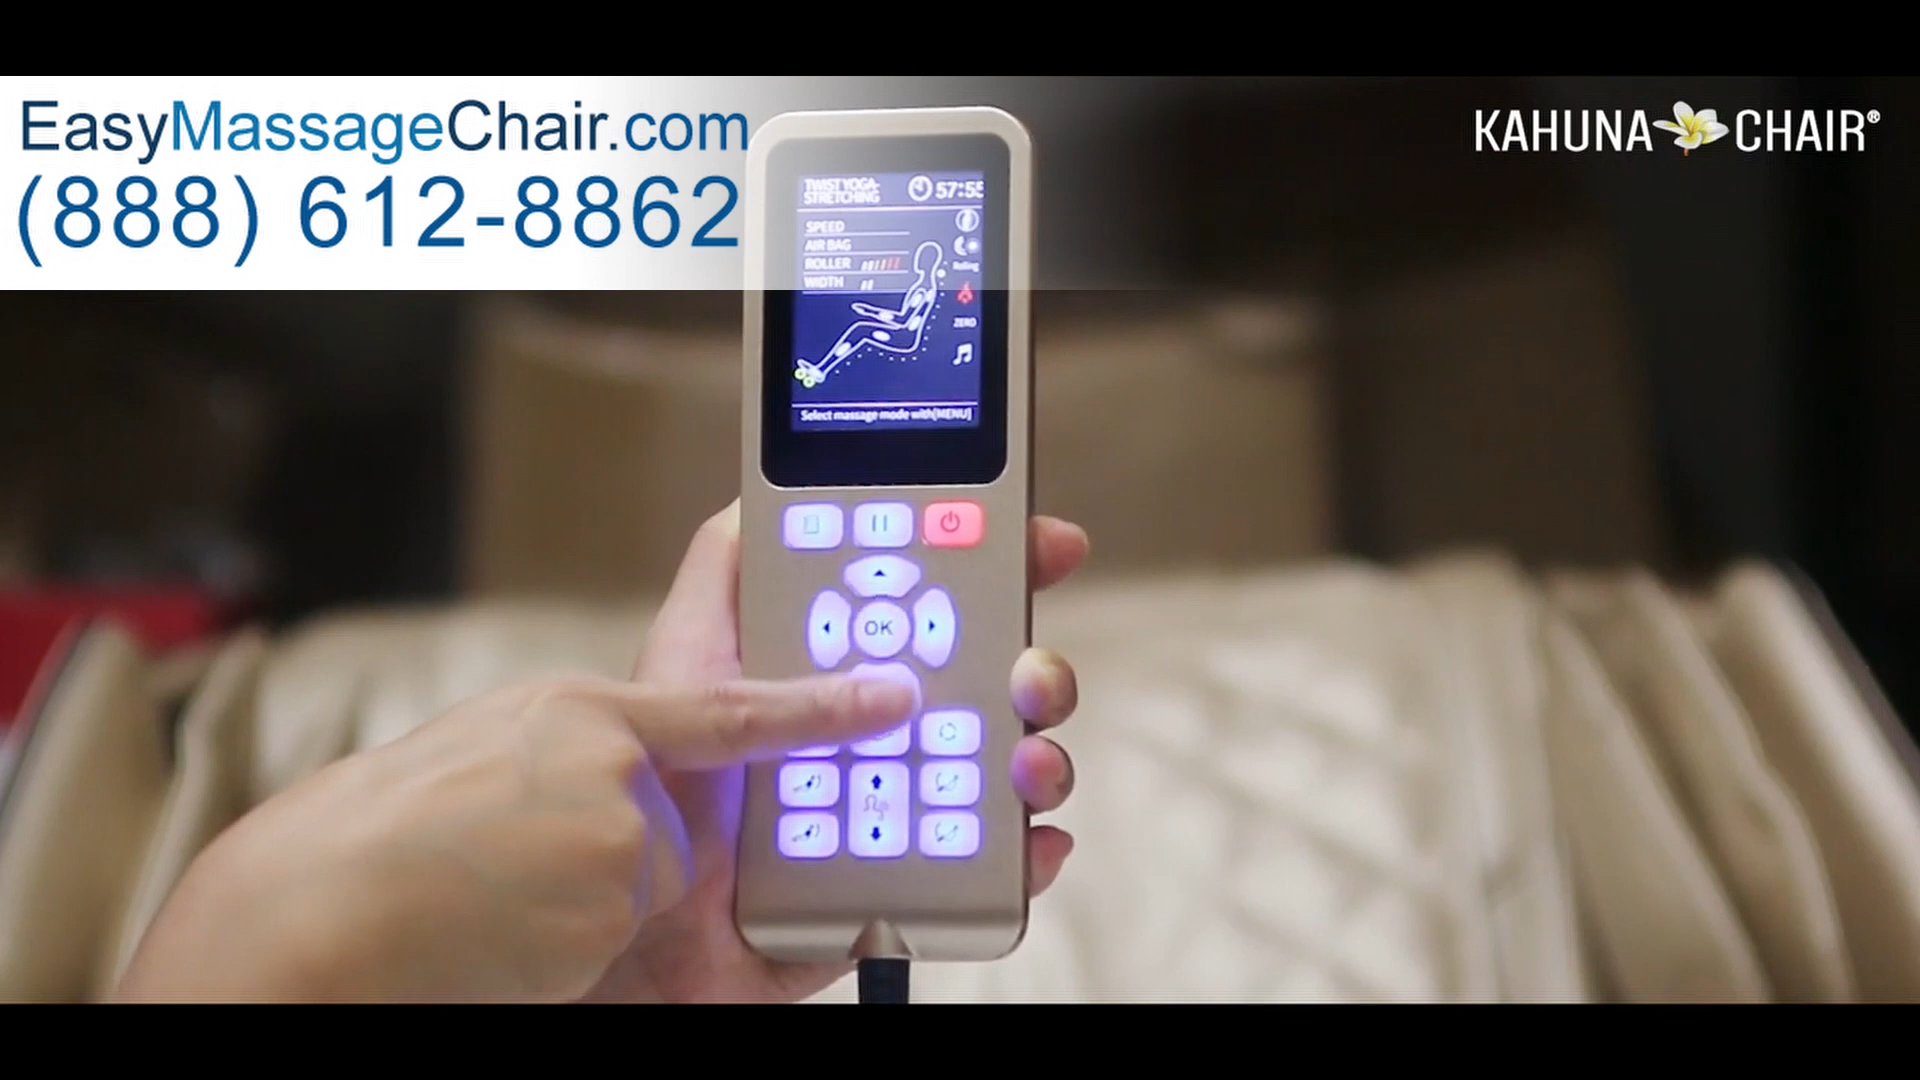 EasyMassageChair.com
(888) 612-8862
KAHUNA CHAIR®
TWIST YOGA-
STRETCHING
57:55
SPEED
AIR BAG
ROLLER
WIDTH
Rolling
ZERO
Select massage mode with[MENU]
OK